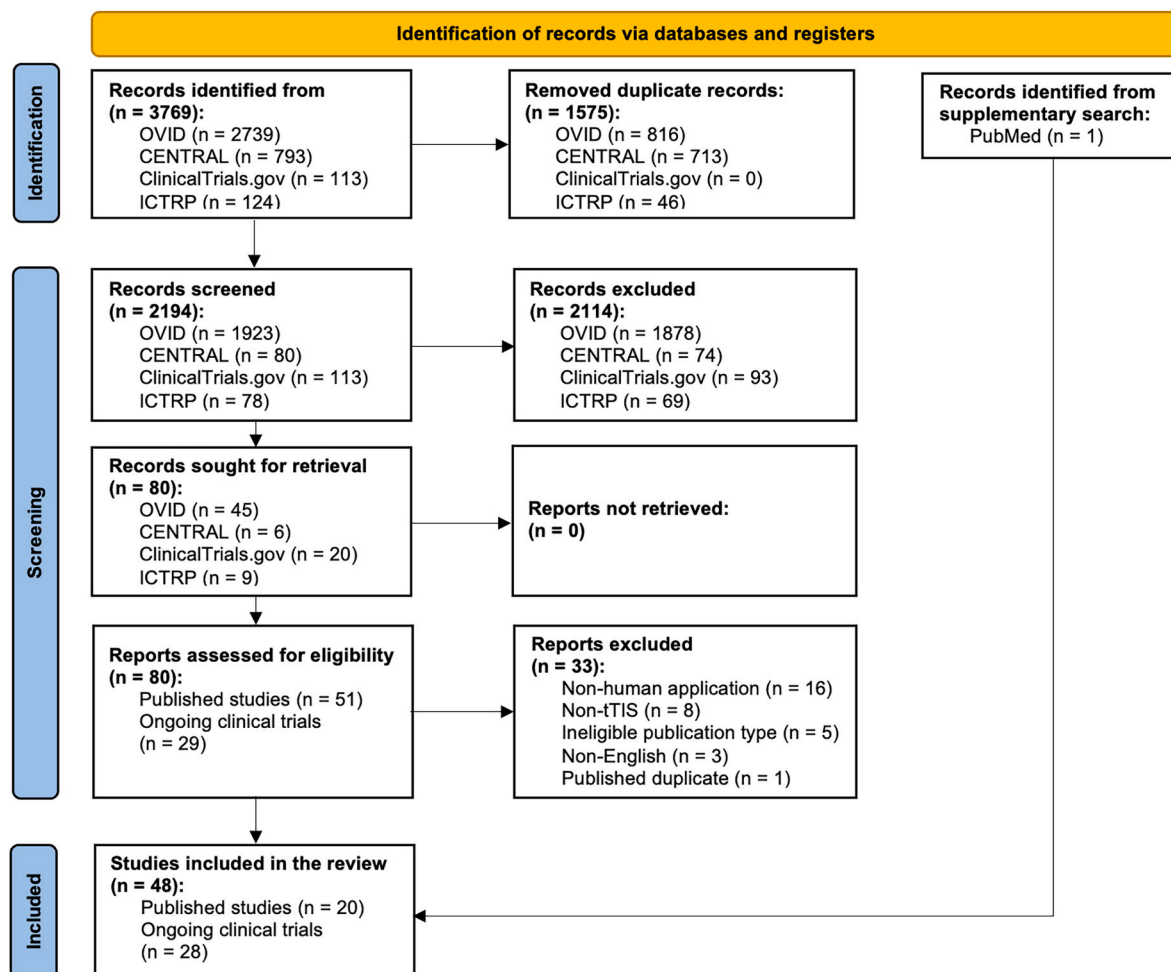 Identification of records via databases and registers
Identification
Records identified from
(n = 3769):
OVID (n = 2739)
CENTRAL (n = 793)
ClinicalTrials.gov (n = 113)
ICTRP (n = 124)
Removed duplicate records:
(n = 1575):
OVID (n = 816)
CENTRAL (n = 713)
ClinicalTrials.gov (n = 0)
ICTRP (n = 46)
Records identified from
supplementary search:
PubMed (n = 1)
Screening
Records screened
(n = 2194):
OVID (n = 1923)
CENTRAL (n = 80)
ClinicalTrials.gov (n = 113)
ICTRP (n = 78)
Records excluded
(n = 2114):
OVID (n = 1878)
CENTRAL (n = 74)
ClinicalTrials.gov (n = 93)
ICTRP (n = 69)
Records sought for retrieval
(n = 80):
OVID (n = 45)
CENTRAL (n = 6)
ClinicalTrials.gov (n = 20)
ICTRP (n = 9)
Reports not retrieved:
(n = 0)
Reports assessed for eligibility
(n = 80):
Published studies (n = 51)
Ongoing clinical trials
(n = 29)
Reports excluded
(n = 33):
Non-human application (n = 16)
Non-tTIS (n = 8)
Ineligible publication type (n = 5)
Non-English (n = 3)
Published duplicate (n = 1)
Included
Studies included in the review
(n = 48):
Published studies (n = 20)
Ongoing clinical trials
(n = 28)